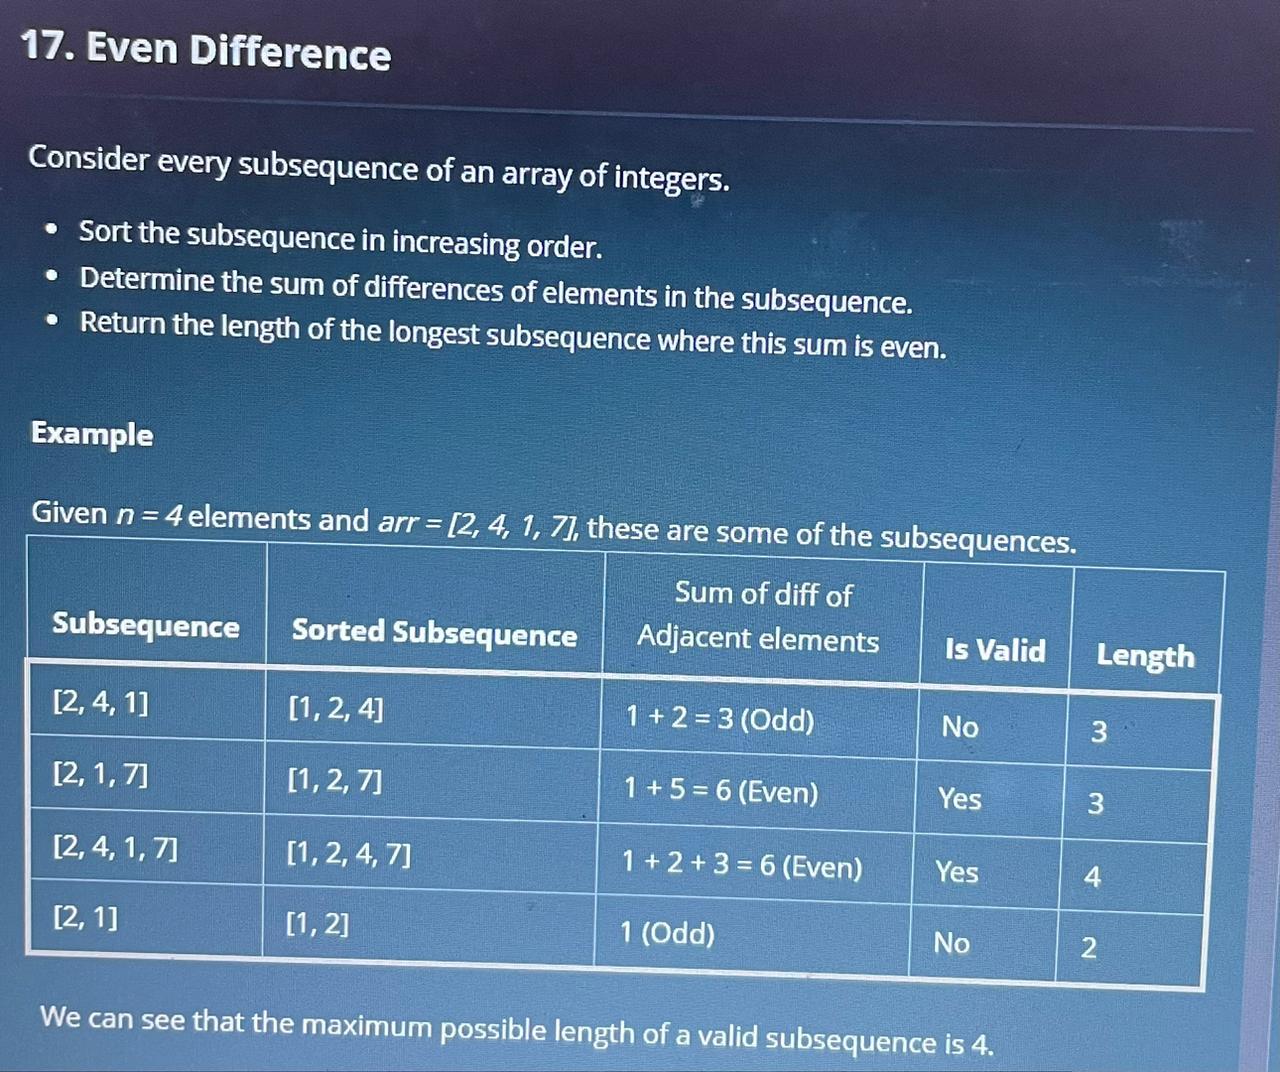 17. Even Difference
Consider every subsequence of an array of integers.
• Sort the subsequence in increasing order.
• Determine the sum of differences of elements in the subsequence.
• Return the length of the longest subsequence where this sum is even.
Example
Given n = 4 elements and arr = [2, 4, 1, 7], these are some of the subsequences.
Subsequence Sorted Subsequence Sum of diff of Adjacent elements Is Valid Length
[2, 4, 1] [1, 2, 4] 1 + 2 = 3 (Odd) No 3
[2, 1, 7] [1, 2, 7] 1 + 5 = 6 (Even) Yes 3
[2, 4, 1, 7] [1, 2, 4, 7] 1 + 2 + 3 = 6 (Even) Yes 4
[2, 1] [1, 2] 1 (Odd) No 2
We can see that the maximum possible length of a valid subsequence is 4.